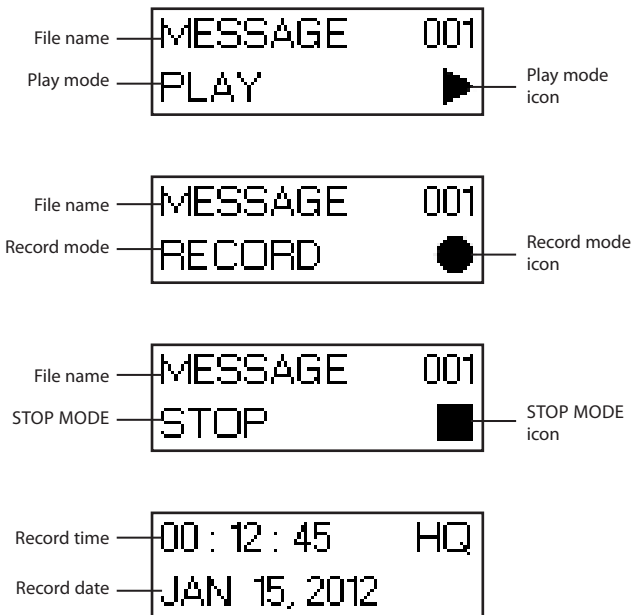 File name MESSAGE 001
Play mode PLAY Play mode
icon
File name MESSAGE 001
Record mode RECORD Record mode
icon
File name MESSAGE 001
STOP MODE STOP STOP MODE
icon
Record time 00 : 12 : 45 HQ
Record date JAN 15, 2012